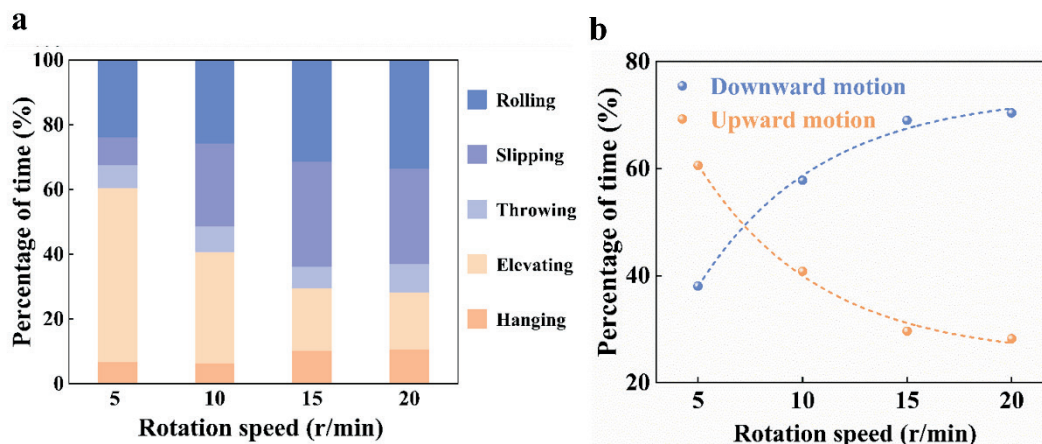 a
Percentage of time (%)
100
80
60
40
20
0
5 10 15 20
Rotation speed (r/min)
Rolling
Slipping
Throwing
Elevating
Hanging
b
Percentage of time (%)
80
60
40
20
Downward motion
Upward motion
5 10 15 20
Rotation speed (r/min)